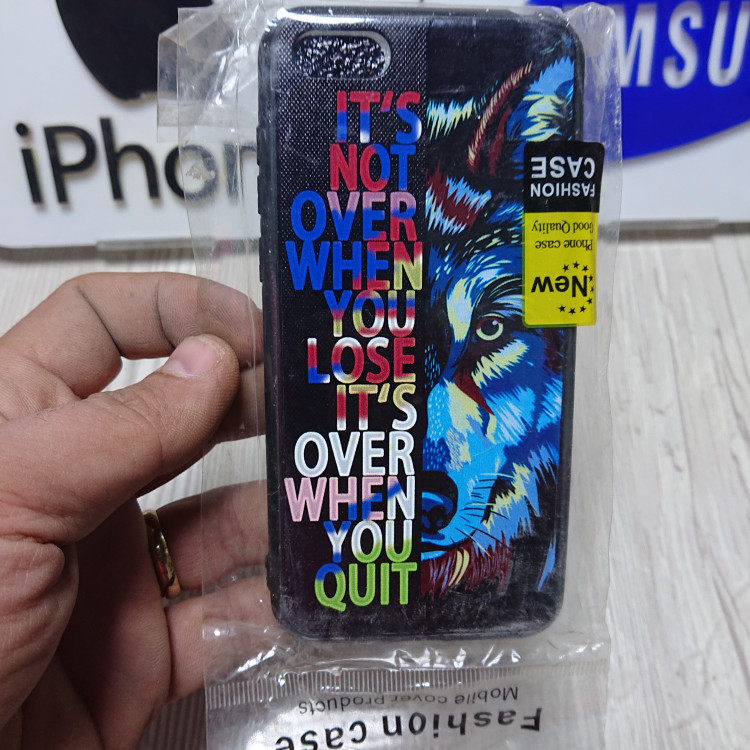 iPhon
MSU
IT'S
NOT
OVER
WHEN
YOU
LOSE
IT'S
OVER
WHEN
YOU
QUIT
FASHION
CASE
Phone case
Good Quality
New
Mobile cover products
Fashion case